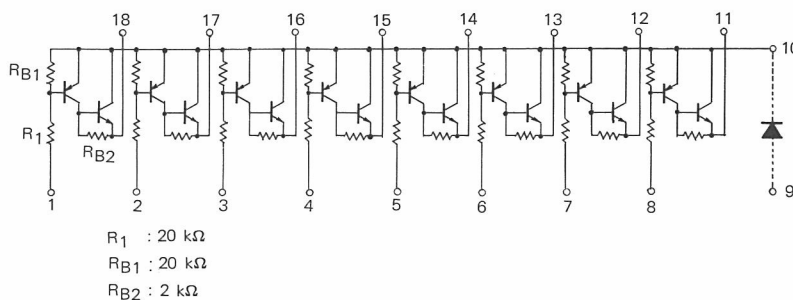 18 17 16 15 14 13 12 11
10
RB1
R1
RB2
1 2 3 4 5 6 7 8 9
R1 : 20 kΩ
RB1 : 20 kΩ
RB2 : 2 kΩ